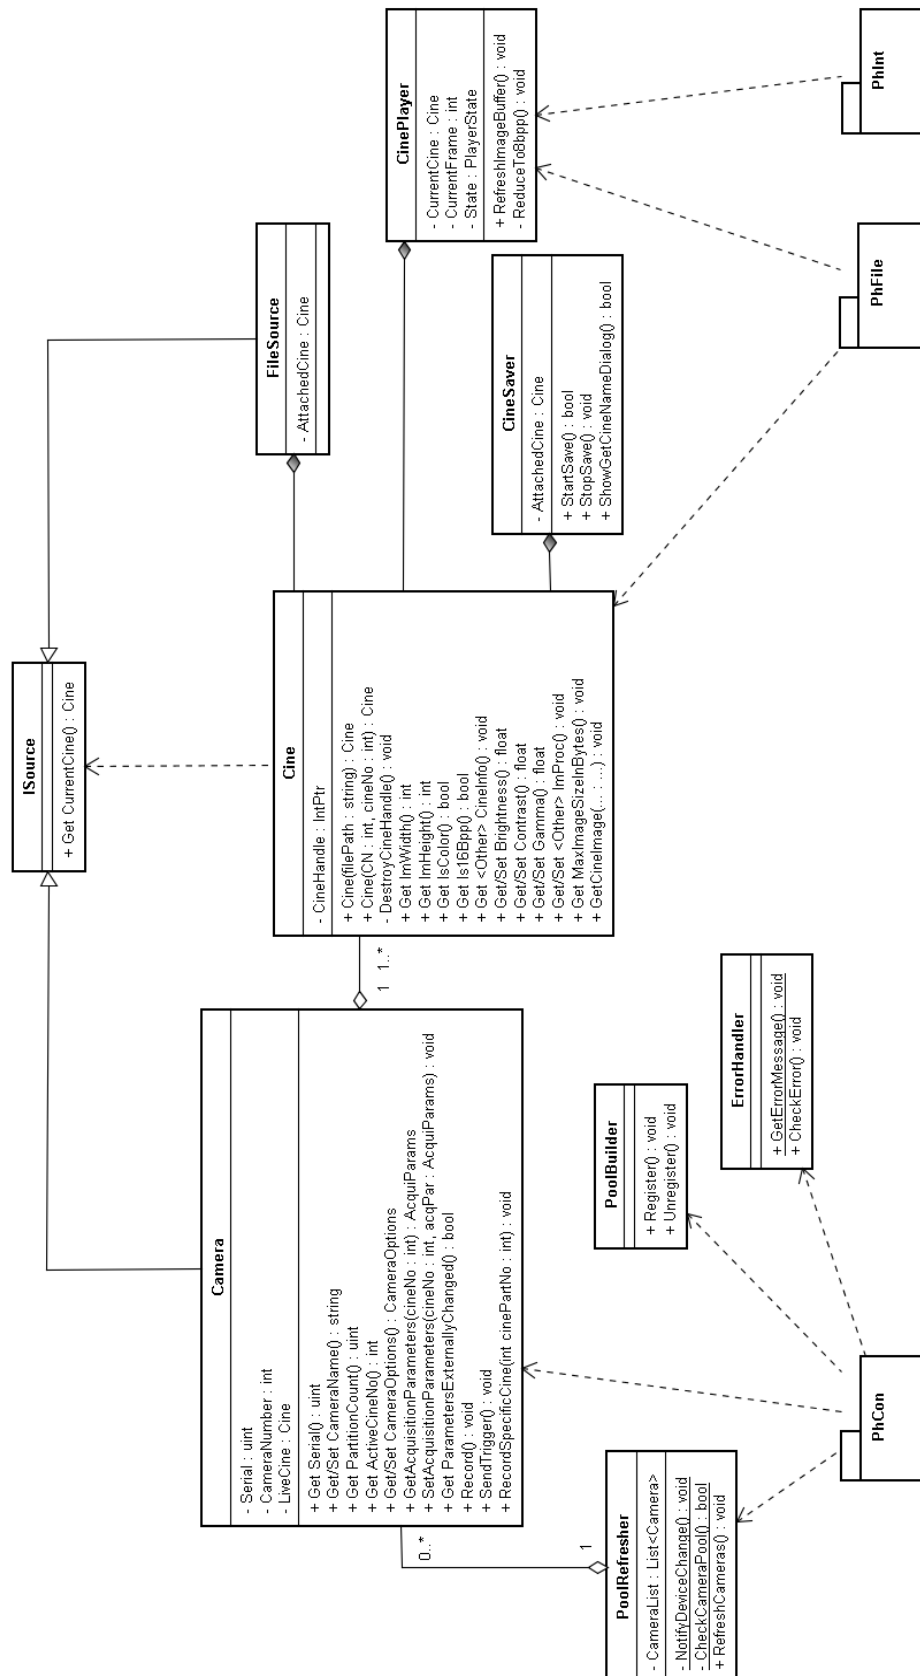 ISource
+ Get CurrentCine() : Cine
Camera
- Serial : uint
- CameraNumber : int
- LiveCine : Cine
+ Get Serial() : uint
+ Get/Set CameraName() : string
+ Get PartitionCount() : uint
+ Get ActiveCineNo() : int
+ Get/Set CameraOptions() : CameraOptions
+ GetAcquisitionParameters(cineNo : int) : AcquiParams
+ SetAcquisitionParameters(cineNo : int, acqPar : AcquiParams) : void
+ Get ParametersExternallyChanged() : bool
+ Record() : void
+ SendTrigger() : void
+ RecordSpecificCine(int cinePartNo : int) : void
1
1..*
Cine
- CineHandle : IntPtr
+ Cine(filePath : string) : Cine
+ Cine(CN : int, cineNo : int) : Cine
- DestroyCineHandle() : void
+ Get ImWidth() : int
+ Get ImHeight() : int
+ Get IsColor() : bool
+ Get Is16Bpp() : bool
+ Get <Other> CineInfo() : void
+ Get/Set Brightness() : float
+ Get/Set Contrast() : float
+ Get/Set Gamma() : float
+ Get/Set <Other> ImProc() : void
+ Get MaxImageSizeInBytes() : void
+ GetCineImage(... : ...) : void
FileSource
- AttachedCine : Cine
CinePlayer
- CurrentCine : Cine
- CurrentFrame : int
- State : PlayerState
+ RefreshImageBuffer() : void
- ReduceTo8bpp() : void
CineSaver
- AttachedCine : Cine
+ StartSave() : bool
+ StopSave() : void
+ ShowGetCineNameDialog() : bool
0..*
1
PoolRefresher
- CameraList : List<Camera>
- NotifyDeviceChange() : void
- CheckCameraPool() : bool
+ RefreshCameras() : void
PoolBuilder
+ Register() : void
+ Unregister() : void
ErrorHandler
+ GetErrorMessage() : void
+ CheckError() : void
PhCon
PhFile
PhInt